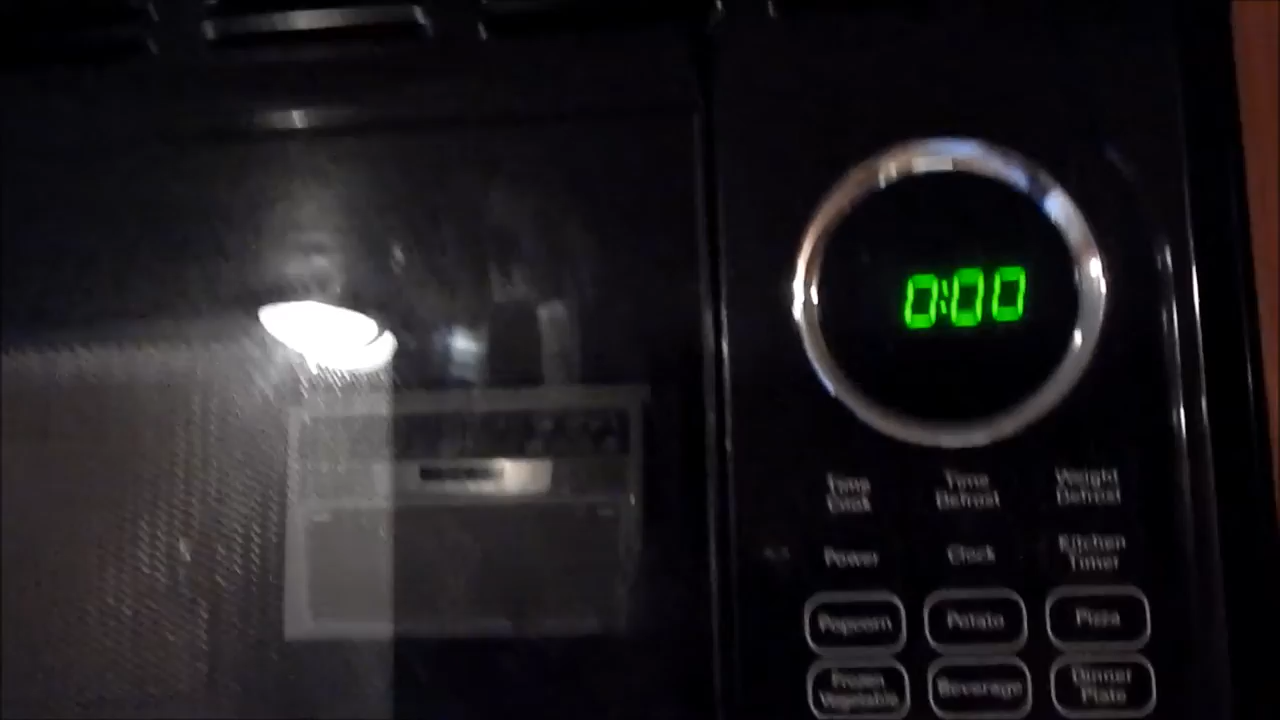 0:00
Time Cook
Time Defrost
Weight Defrost
Power
Clock
Kitchen Timer
Popcorn
Potato
Pizza
Frozen Vegetable
Beverage
Dinner Plate